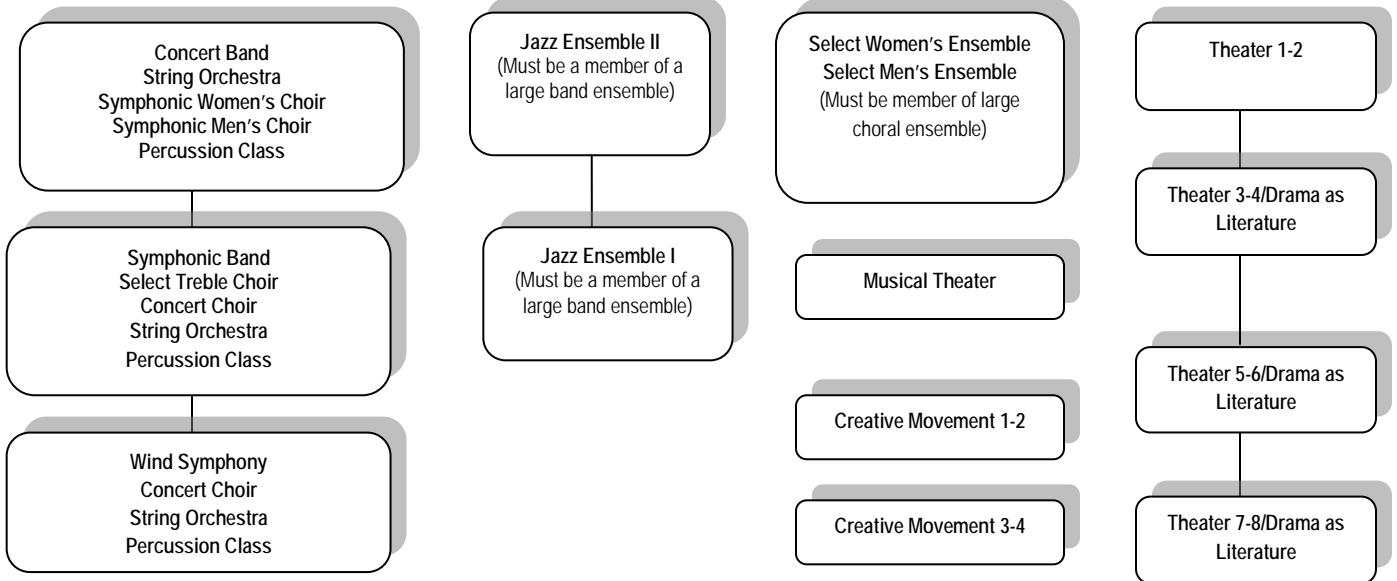 Concert Band
String Orchestra
Symphonic Women's Choir
Symphonic Men's Choir
Percussion Class
Symphonic Band
Select Treble Choir
Concert Choir
String Orchestra
Percussion Class
Wind Symphony
Concert Choir
String Orchestra
Percussion Class
Jazz Ensemble II
(Must be a member of a
large band ensemble)
Jazz Ensemble I
(Must be a member of a
large band ensemble)
Select Women's Ensemble
Select Men's Ensemble
(Must be member of large
choral ensemble)
Musical Theater
Creative Movement 1-2
Creative Movement 3-4
Theater 1-2
Theater 3-4/Drama as
Literature
Theater 5-6/Drama as
Literature
Theater 7-8/Drama as
Literature